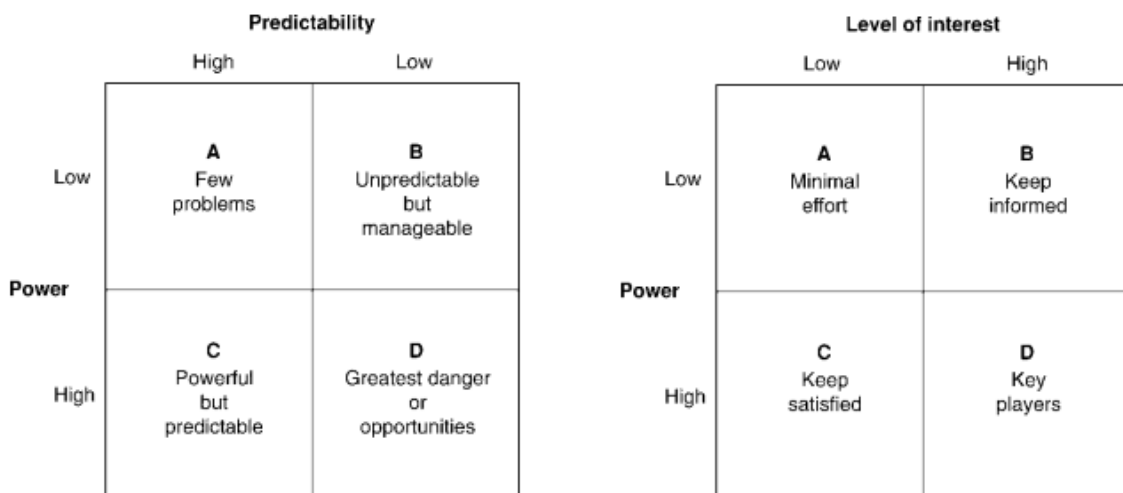 Predictability
High Low
A
Few
problems
B
Unpredictable
but
manageable
Low
Power
High
C
Powerful
but
predictable
D
Greatest danger
or
opportunities
Level of interest
Low High
A
Minimal
effort
B
Keep
informed
Low
Power
High
C
Keep
satisfied
D
Key
players